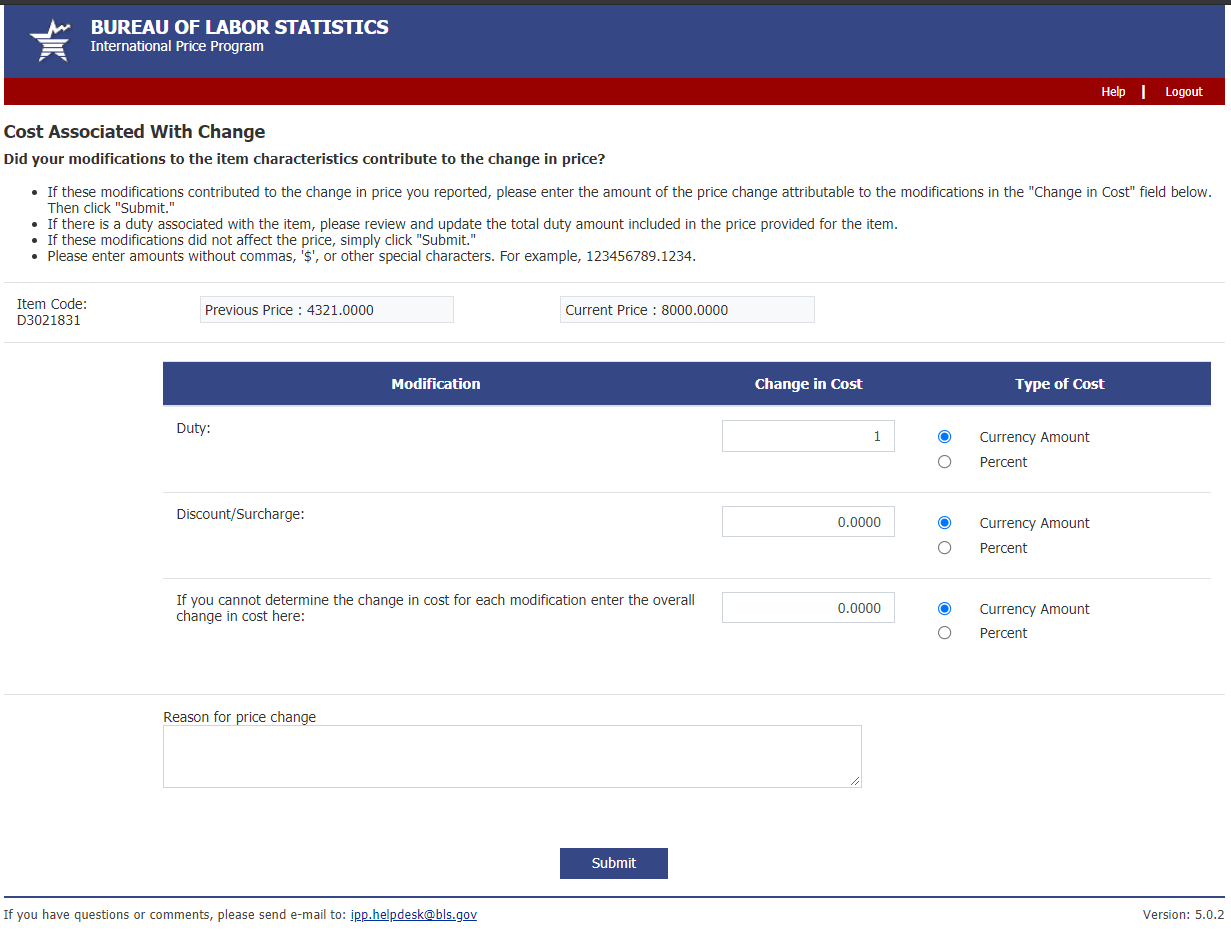 BUREAU OF LABOR STATISTICS
International Price Program
Help | Logout
Cost Associated With Change
Did your modifications to the item characteristics contribute to the change in price?
If these modifications contributed to the change in price you reported, please enter the amount of the price change attributable to the modifications in the "Change in Cost" field below.
Then click "Submit."
If there is a duty associated with the item, please review and update the total duty amount included in the price provided for the item.
If these modifications did not affect the price, simply click "Submit."
Please enter amounts without commas, '$', or other special characters. For example, 123456789.1234.
Item Code:
D3021831
Previous Price : 4321.0000
Current Price : 8000.0000
Modification Change in Cost Type of Cost
Duty:
1
Currency Amount
Percent
Discount/Surcharge:
0.0000
Currency Amount
Percent
If you cannot determine the change in cost for each modification enter the overall
change in cost here:
0.0000
Currency Amount
Percent
Reason for price change
Submit
If you have questions or comments, please send e-mail to: ipp.helpdesk@bls.gov
Version: 5.0.2